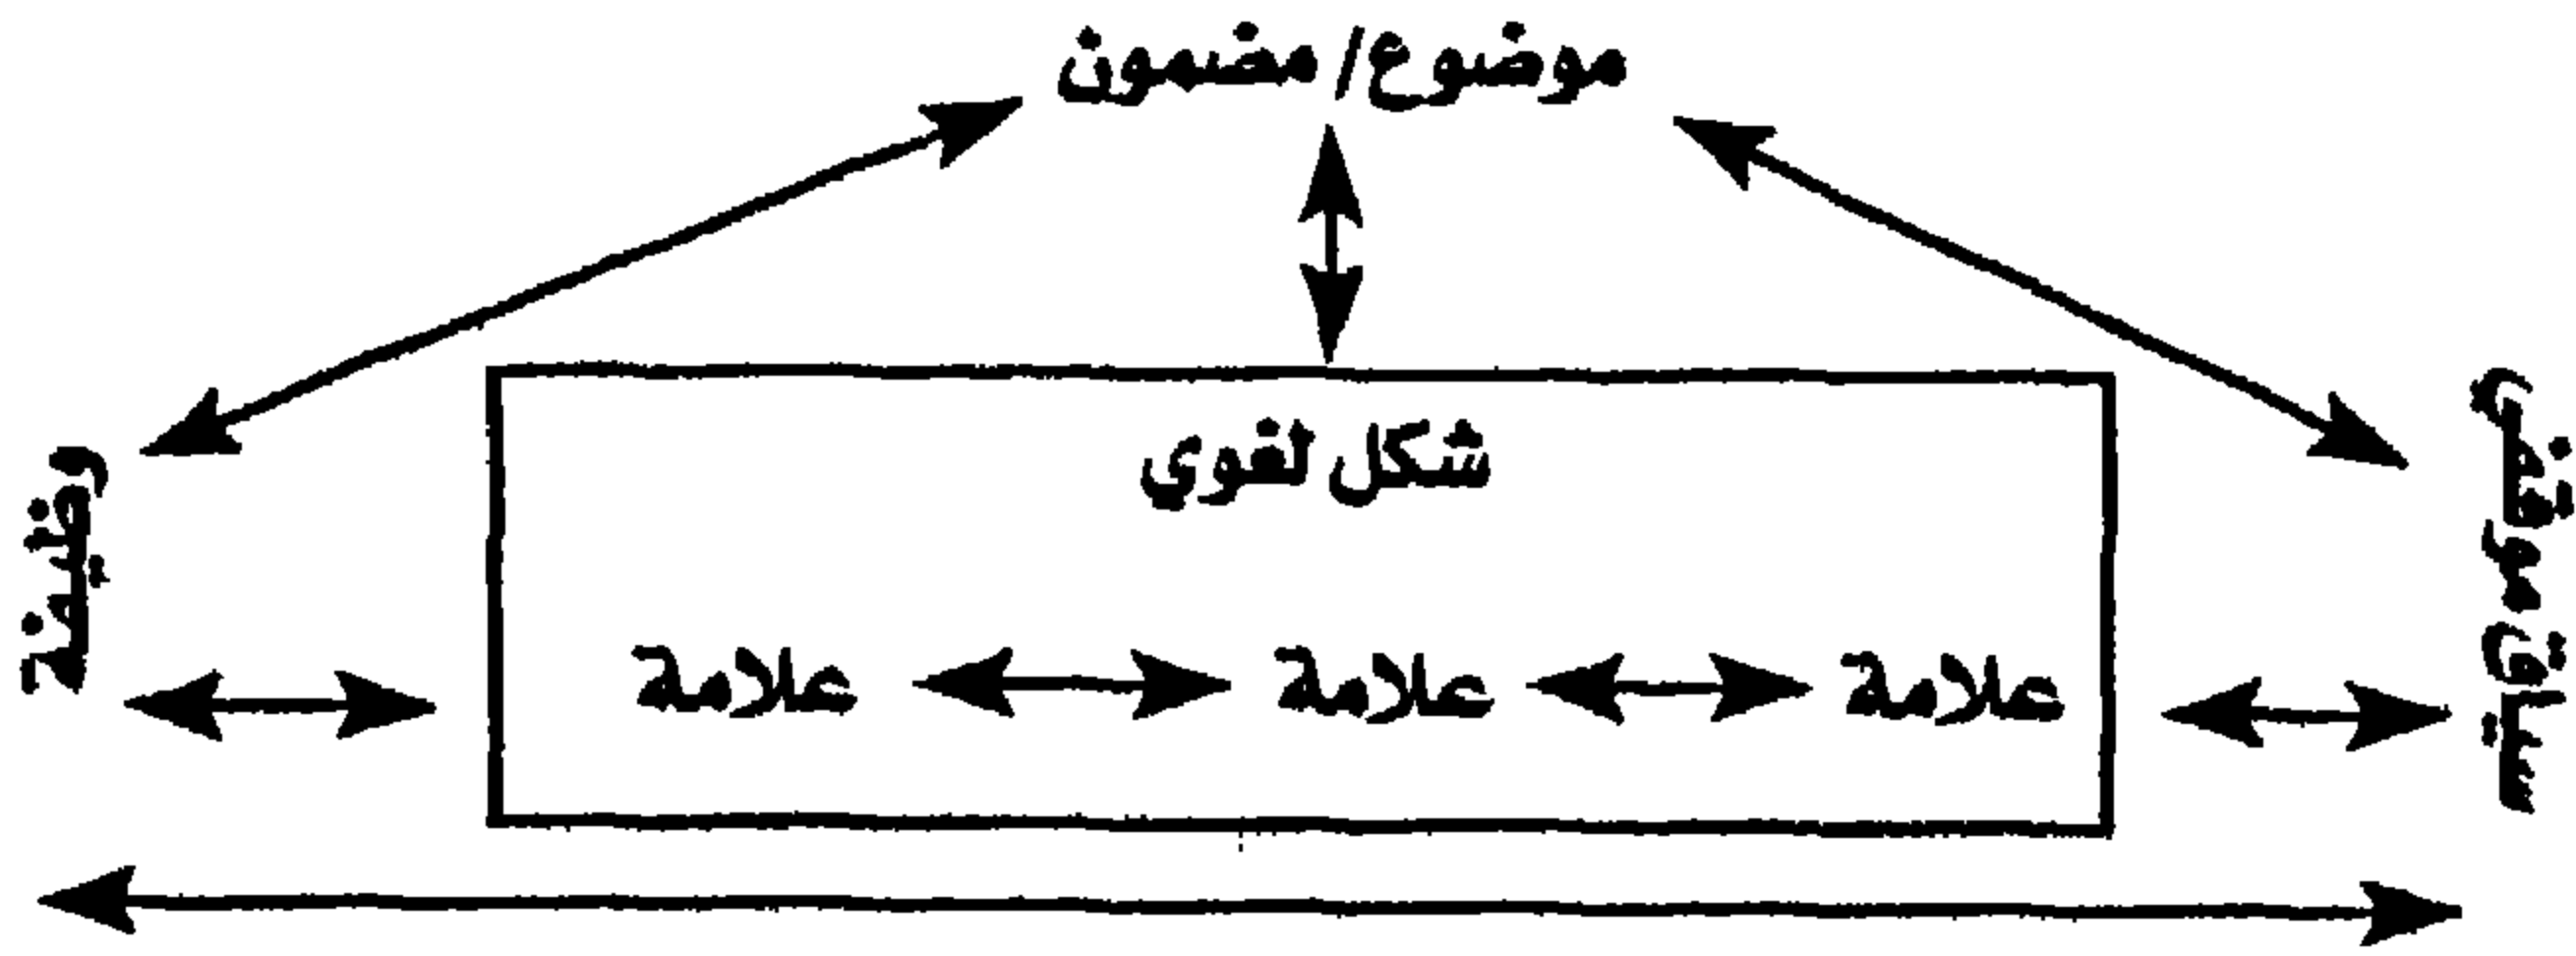 موضوع/مضمون
سياق موقفي
شكل لغوي
علامة علامة علامة
وظيفة